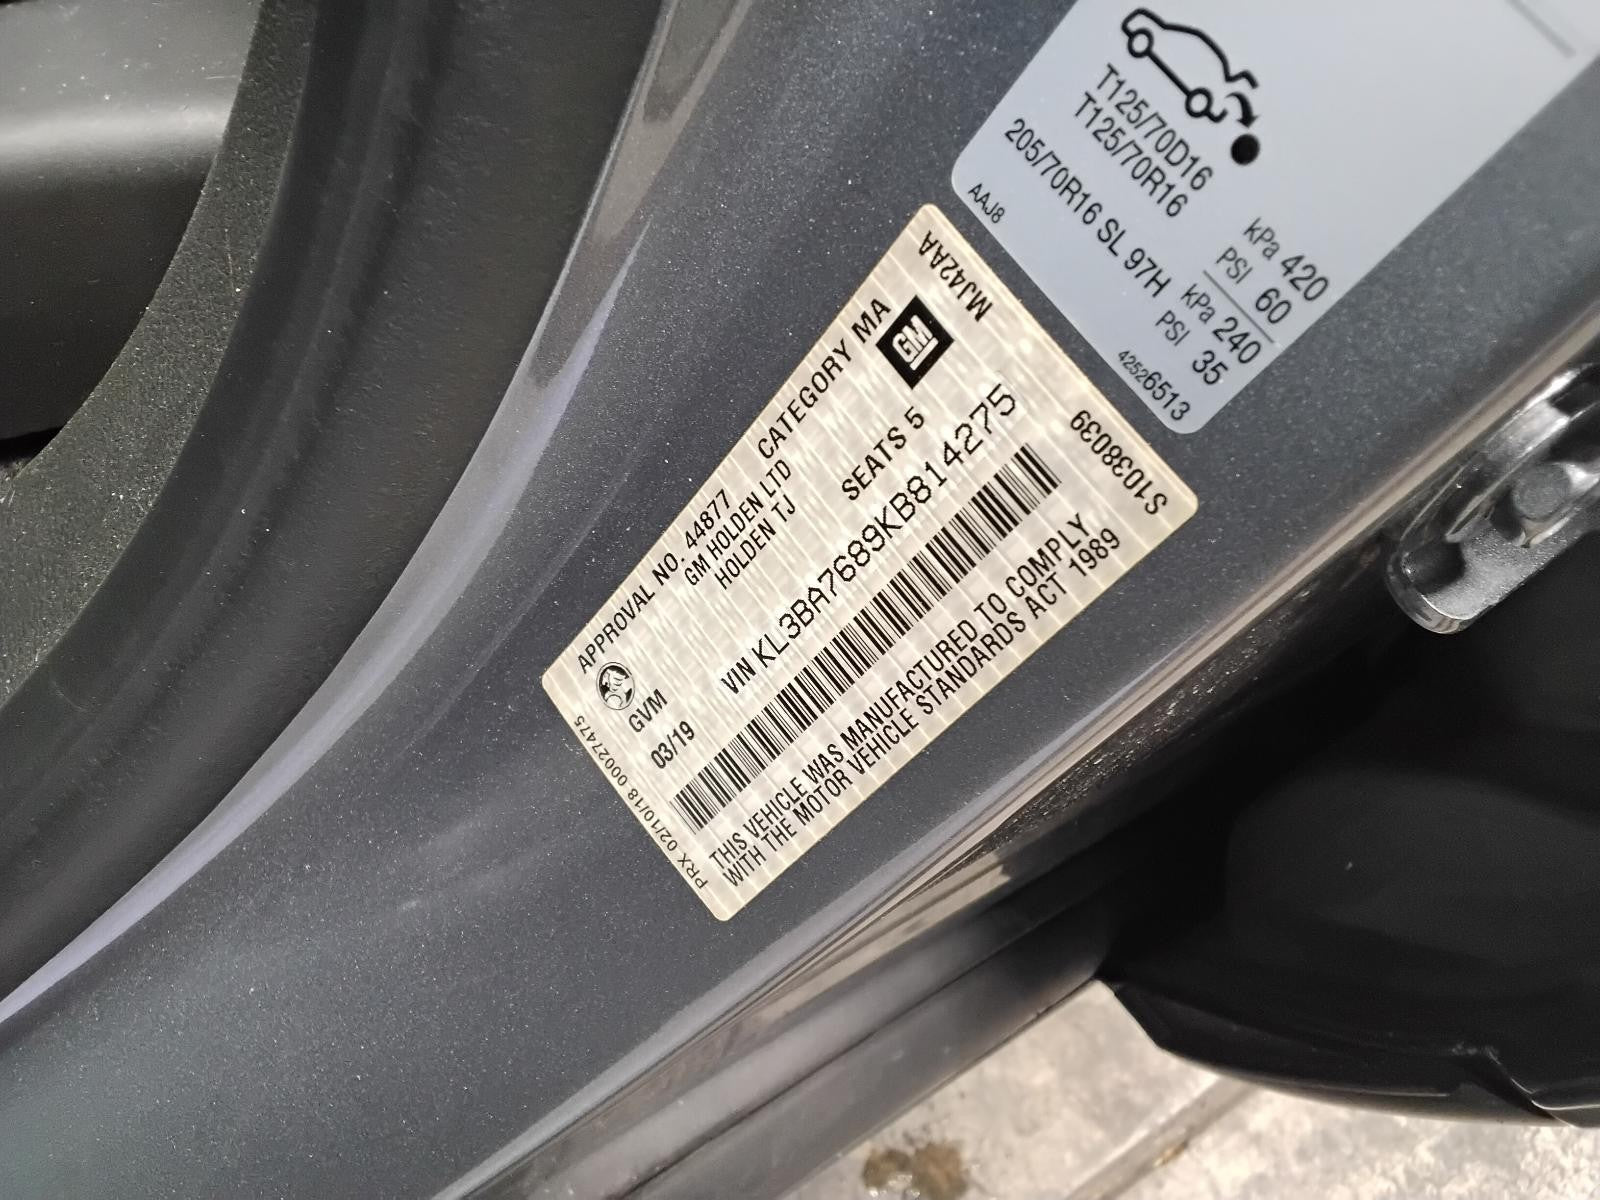 T125/70D16
T125/70R16
kPa 420
PSI 60
205/70R16 SL 97H
kPa 240
PSI 35
AAJ8
42526513
MJ42AA
APPROVAL NO. 44877
CATEGORY MA
GM HOLDEN LTD
HOLDEN TJ
GM
GVM
SEATS 5
03/19
VIN KL3BA7689KB814275
S1038039
THIS VEHICLE WAS MANUFACTURED TO COMPLY
WITH THE MOTOR VEHICLE STANDARDS ACT 1989
PRX 02/10/18 00027475